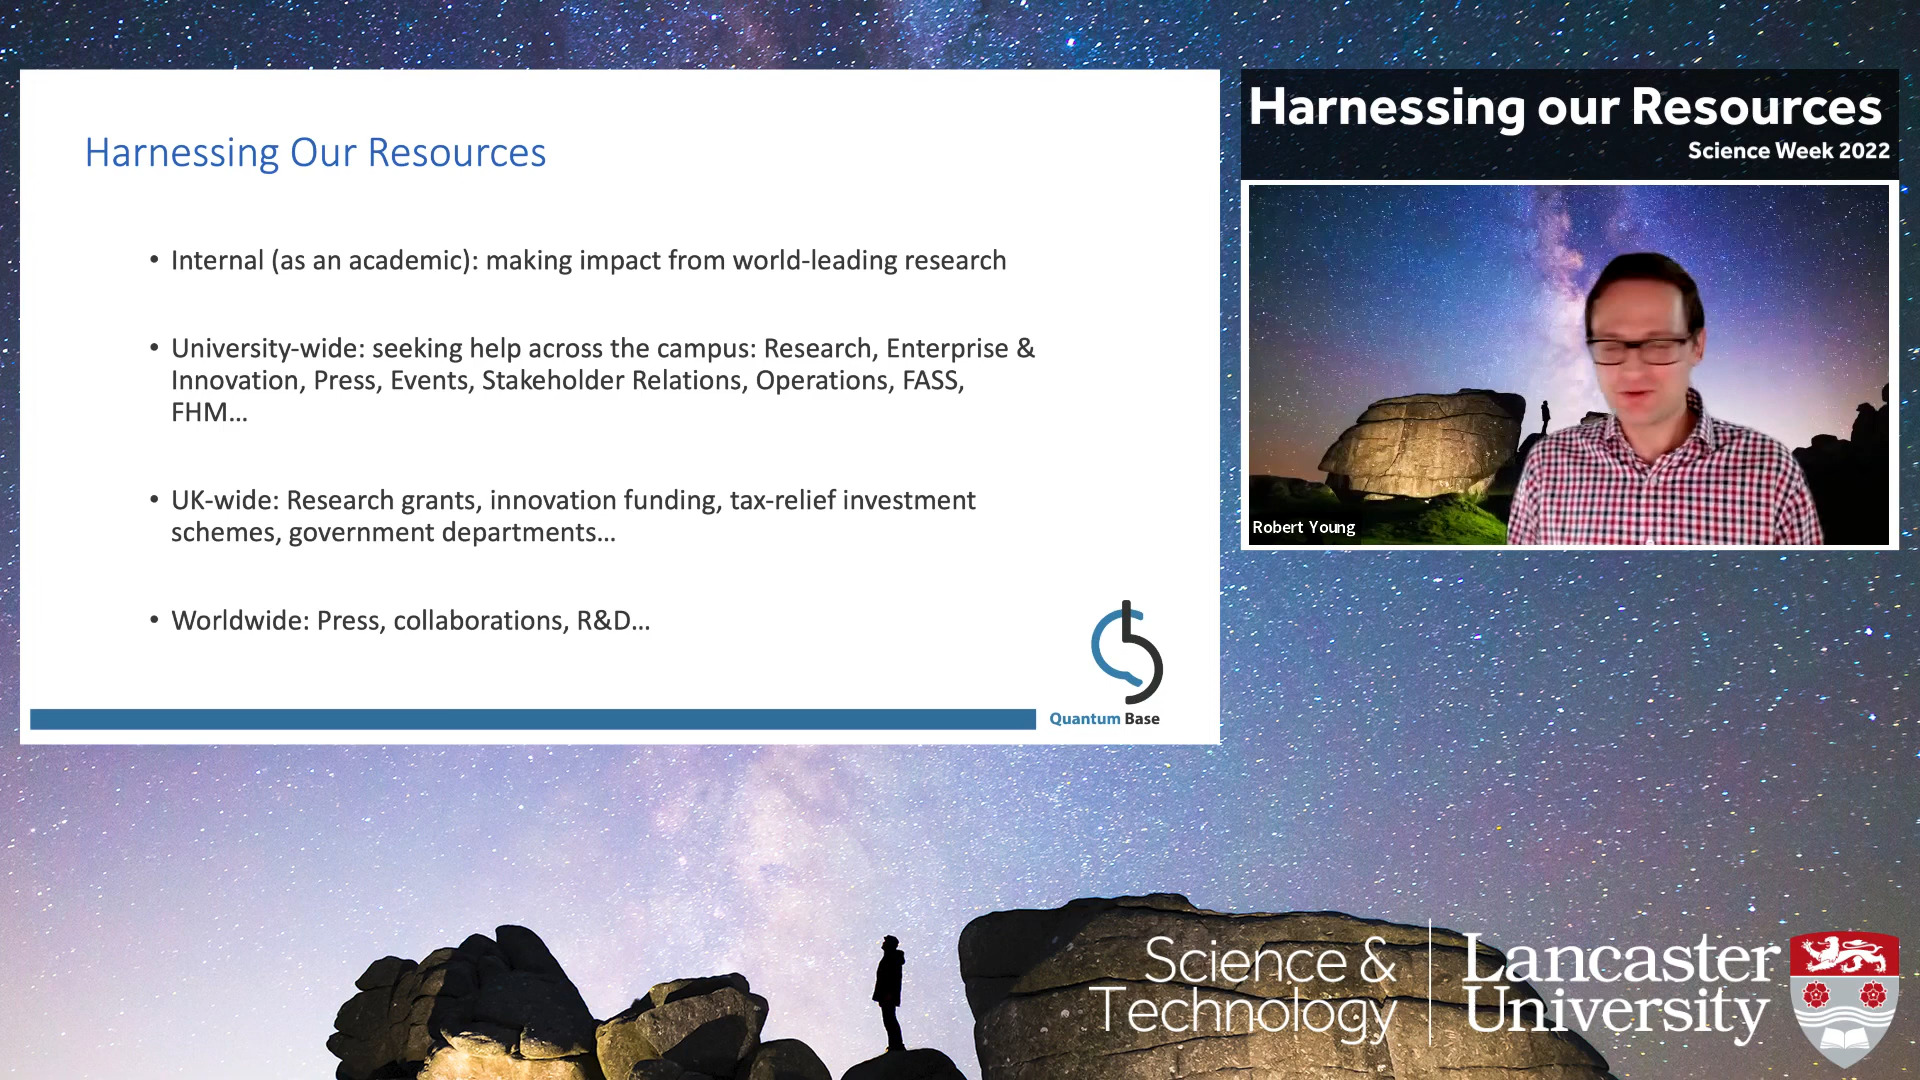 Harnessing Our Resources
• Internal (as an academic): making impact from world-leading research
• University-wide: seeking help across the campus: Research, Enterprise &
Innovation, Press, Events, Stakeholder Relations, Operations, FASS,
FHM...
• UK-wide: Research grants, innovation funding, tax-relief investment
schemes, government departments...
• Worldwide: Press, collaborations, R&D...
Quantum Base
Harnessing our Resources
Science Week 2022
Robert Young
Science &
Technology
Lancaster
University